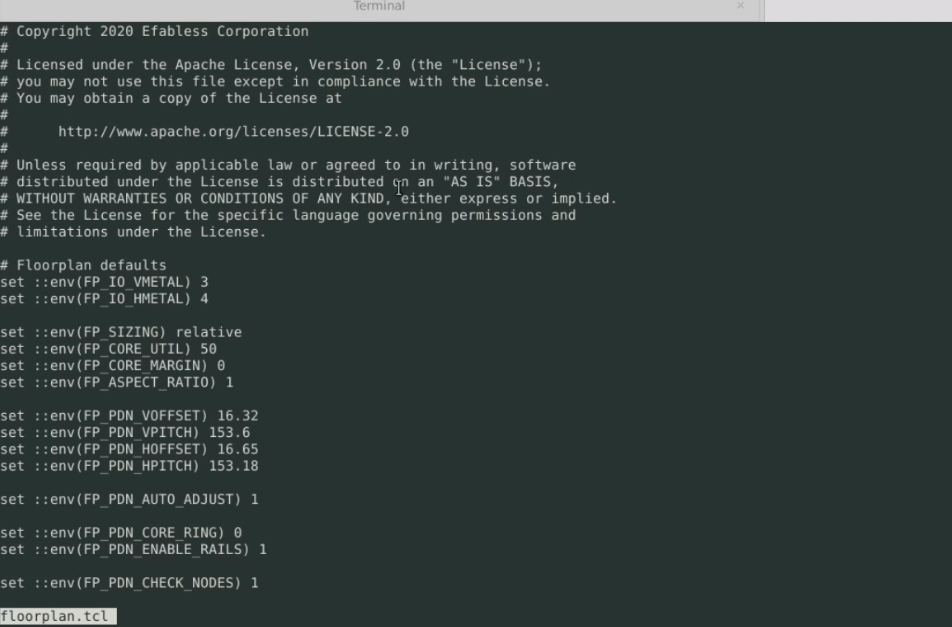 Terminal
# Copyright 2020 Efabless Corporation
#
# Licensed under the Apache License, Version 2.0 (the "License");
# you may not use this file except in compliance with the License.
# You may obtain a copy of the License at
#
#      http://www.apache.org/licenses/LICENSE-2.0
#
# Unless required by applicable law or agreed to in writing, software
# distributed under the License is distributed on an "AS IS" BASIS,
# WITHOUT WARRANTIES OR CONDITIONS OF ANY KIND, either express or implied.
# See the License for the specific language governing permissions and
# limitations under the License.

# Floorplan defaults
set ::env(FP_IO_VMETAL) 3
set ::env(FP_IO_HMETAL) 4

set ::env(FP_SIZING) relative
set ::env(FP_CORE_UTIL) 50
set ::env(FP_CORE_MARGIN) 0
set ::env(FP_ASPECT_RATIO) 1

set ::env(FP_PDN_VOFFSET) 16.32
set ::env(FP_PDN_VPITCH) 153.6
set ::env(FP_PDN_HOFFSET) 16.65
set ::env(FP_PDN_HPITCH) 153.18

set ::env(FP_PDN_AUTO_ADJUST) 1

set ::env(FP_PDN_CORE_RING) 0
set ::env(FP_PDN_ENABLE_RAILS) 1

set ::env(FP_PDN_CHECK_NODES) 1

floorplan.tcl